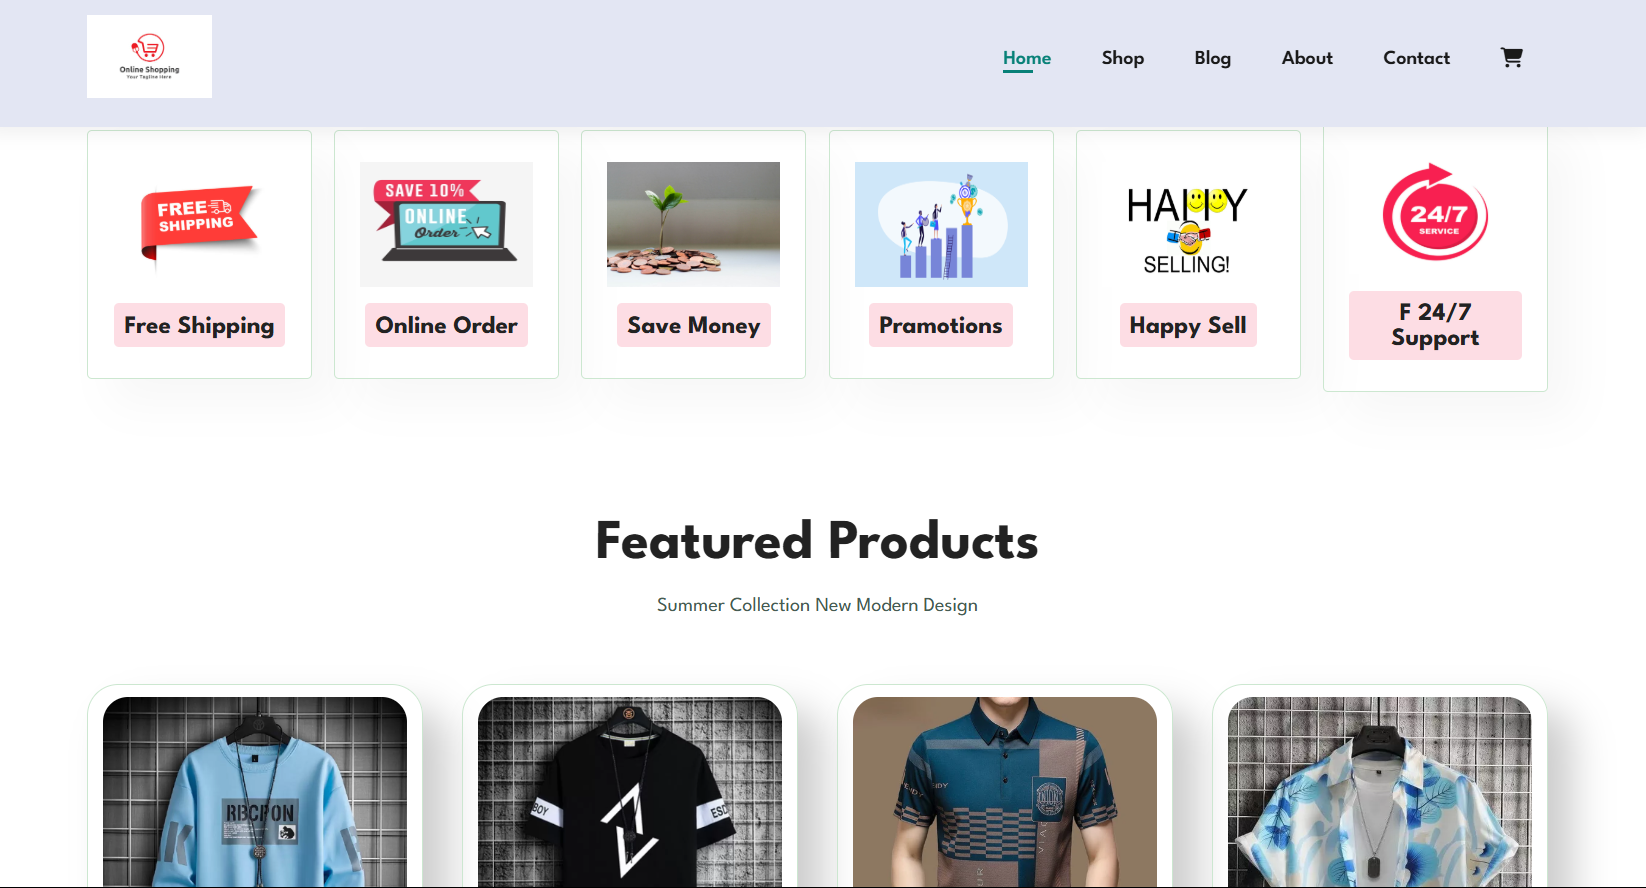 Online Shopping
Your Tagline Here
Home Shop Blog About Contact
FREE
SHIPPING
SAVE 10%
ONLINE
Order
HAPPY
SELLING!
24/7
SERVICE
Free Shipping
Online Order
Save Money
Pramotions
Happy Sell
F 24/7
Support
Featured Products
Summer Collection New Modern Design
RBCPON
K
BOY
ESD